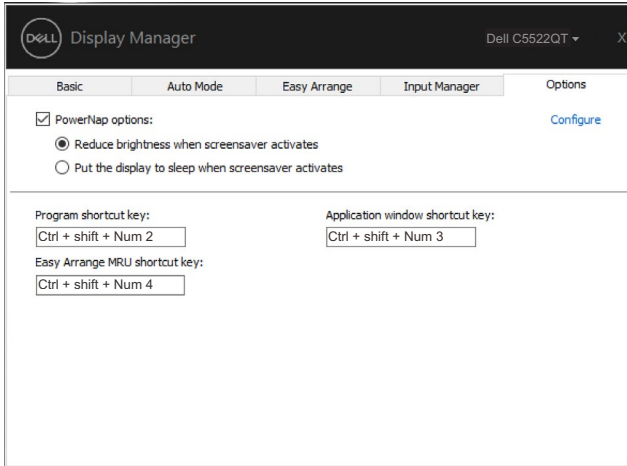 DELL Display Manager
Dell C5522QT
X
Basic
Auto Mode
Easy Arrange
Input Manager
Options
PowerNap options:
Configure
Reduce brightness when screensaver activates
Put the display to sleep when screensaver activates
Program shortcut key:
Application window shortcut key:
Ctrl + shift + Num 2
Ctrl + shift + Num 3
Easy Arrange MRU shortcut key:
Ctrl + shift + Num 4